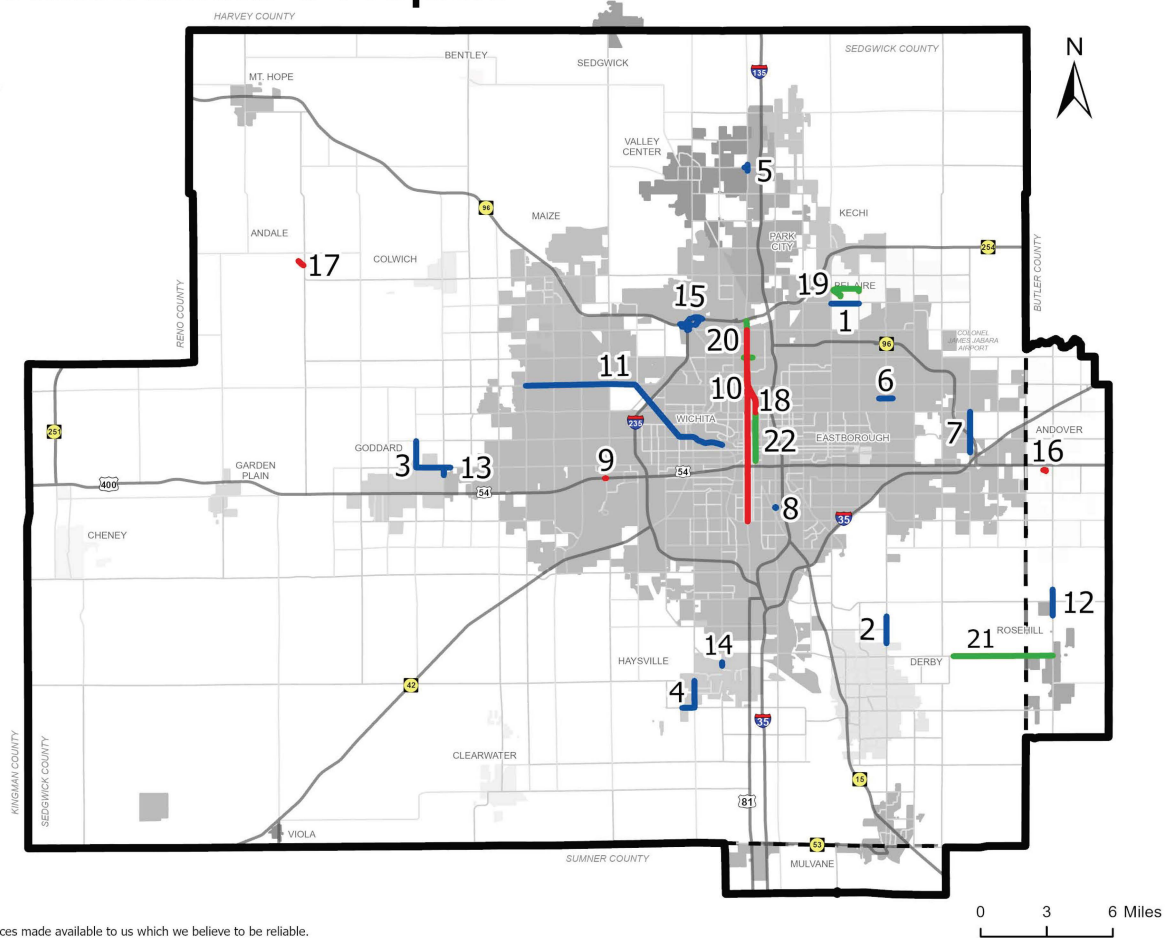 HARVEY COUNTY
SEDGWICK COUNTY
N
BENTLEY
SEDGWICK
135
MT. HOPE
VALLEY
CENTER
5
96
MAIZE
KECHI
ANDALE
PARK
CITY
254
BUTLER COUNTY
17
COLWICH
19
BELAIRE
RENO COUNTY
15
1
20
COLONEL
JAMES JABARA
AIRPORT
96
11
10
6
18
WICHITA
235
251
22
EASTBOROUGH
7
ANDOVER
GODDARD
3
13
9
16
GARDEN
PLAIN
54
400
54
8
35
CHENEY
12
2
ROSEHILL
21
14
HAYSVILLE
DERBY
42
4
35
KINGMAN COUNTY
SEDGWICK COUNTY
CLEARWATER
15
81
VIOLA
53
SUMNER COUNTY
MULVANE
0 3 6 Miles
ces made available to us which we believe to be reliable.